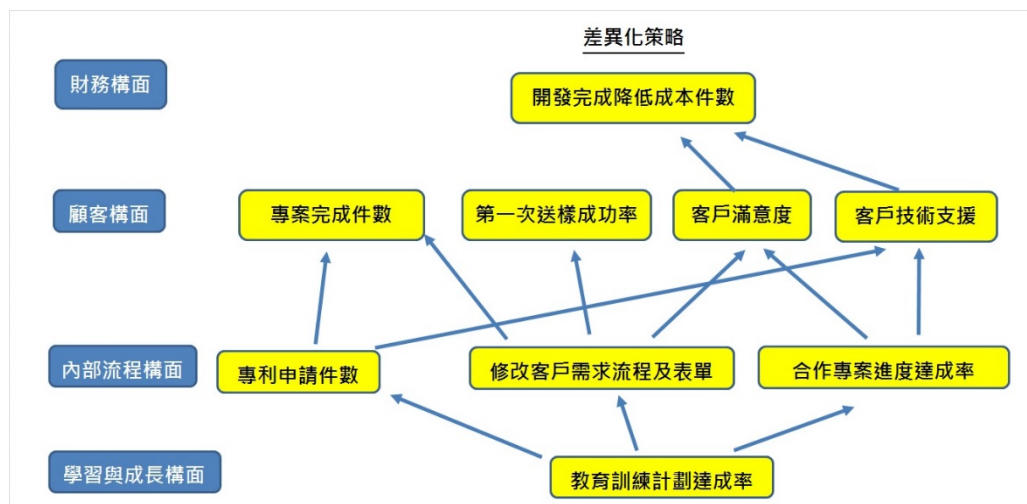 差異化策略
財務構面
開發完成降低成本件數
顧客構面
專案完成件數
第一次送樣成功率
客戶滿意度
客戶技術支援
內部流程構面
專利申請件數
修改客戶需求流程及表單
合作專案進度達成率
學習與成長構面
教育訓練計劃達成率